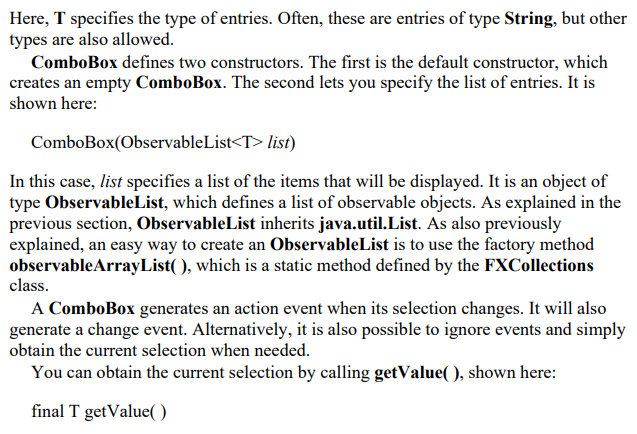 Here, T specifies the type of entries. Often, these are entries of type String, but other
types are also allowed.
ComboBox defines two constructors. The first is the default constructor, which
creates an empty ComboBox. The second lets you specify the list of entries. It is
shown here:
ComboBox(ObservableList<T> list)
In this case, list specifies a list of the items that will be displayed. It is an object of
type ObservableList, which defines a list of observable objects. As explained in the
previous section, ObservableList inherits java.util.List. As also previously
explained, an easy way to create an ObservableList is to use the factory method
observableArrayList( ), which is a static method defined by the FXCollections
class.
A ComboBox generates an action event when its selection changes. It will also
generate a change event. Alternatively, it is also possible to ignore events and simply
obtain the current selection when needed.
You can obtain the current selection by calling getValue( ), shown here:
final T getValue( )